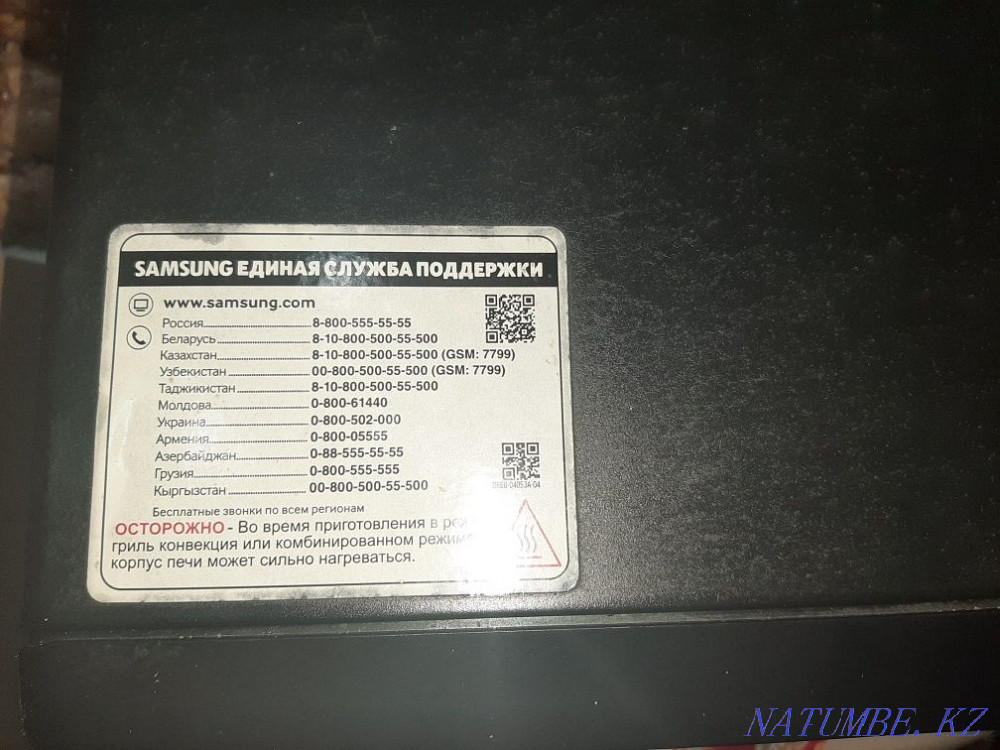 SAMSUNG ЕДИНАЯ СЛУЖБА ПОДДЕРЖКИ
www.samsung.com
Россия 8-800-555-55-55
Беларусь 8-10-800-500-55-500
Казахстан 8-10-800-500-55-500 (GSM: 7799)
Узбекистан 00-800-500-55-500 (GSM: 7799)
Таджикистан 8-10-800-500-55-500
Молдова 0-800-61440
Украина 0-800-502-000
Армения 0-800-05555
Азербайджан 0-88-555-55-55
Грузия 0-800-555-555
Кыргызстан 00-800-500-55-500
DE68-04053A-04
Бесплатные звонки по всем регионам
ОСТОРОЖНО - Во время приготовления в
гриль конвекция или комбинированном
корпус печи может сильно нагреваться.
NATUMBE.KZ